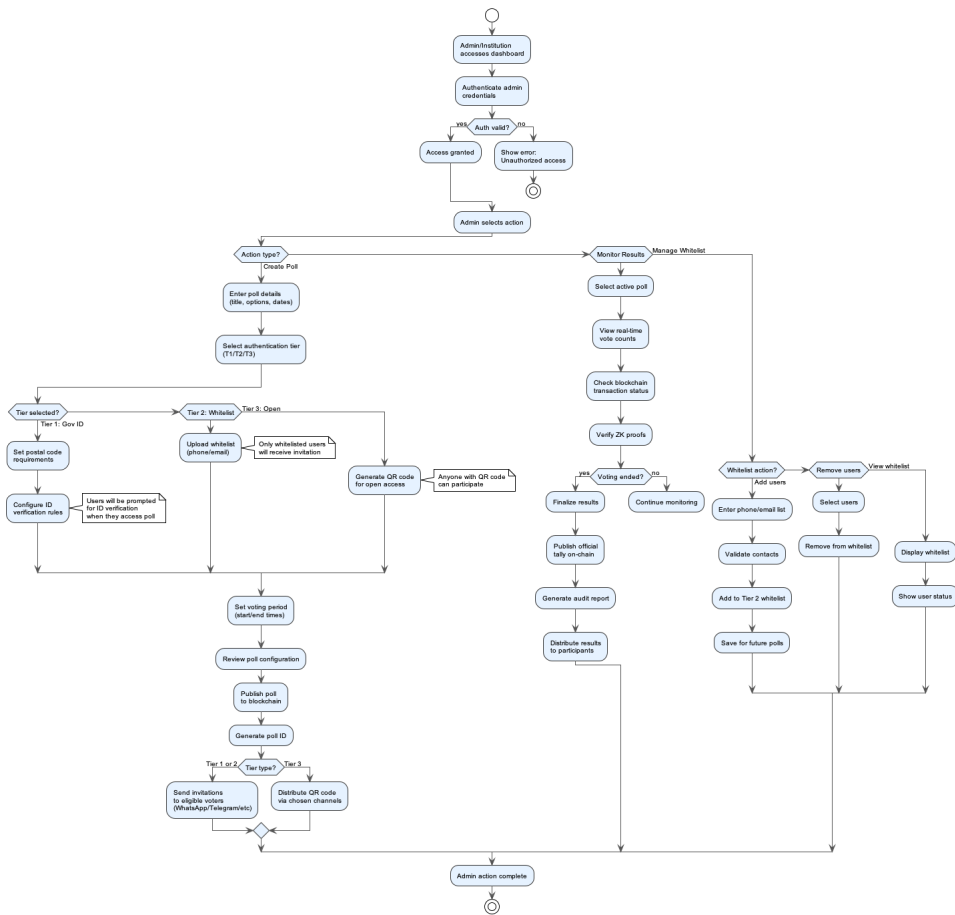 Admin/Institution
accesses dashboard
Authenticate admin
credentials
yes
Auth valid?
no
Access granted
Show error:
Unauthorized access
Admin selects action
Action type?
Create Poll
Enter poll details
(title, options, dates)
Select authentication tier
(T1/T2/T3)
Tier selected?
Tier 1: Gov ID
Set postal code
requirements
Configure ID
verification rules
Users will be prompted
for ID verification
when they access poll
Tier 2: Whitelist
Tier 3: Open
Upload whitelist
(phone/email)
Only whitelisted users
will receive invitation
Generate QR code
for open access
Anyone with QR code
can participate
Set voting period
(start/end times)
Review poll configuration
Publish poll
to blockchain
Generate poll ID
Tier 1 or 2
Tier type?
Tier 3
Send invitations
to eligible voters
(WhatsApp/Telegram/etc)
Distribute QR code
via chosen channels
Monitor Results
Manage Whitelist
Select active poll
View real-time
vote counts
Check blockchain
transaction status
Verify ZK proofs
yes
Voting ended?
no
Finalize results
Continue monitoring
Publish official
tally on-chain
Generate audit report
Distribute results
to participants
Whitelist action?
Add users
Enter phone/email list
Validate contacts
Add to Tier 2 whitelist
Save for future polls
Remove users
View whitelist
Select users
Remove from whitelist
Display whitelist
Show user status
Admin action complete